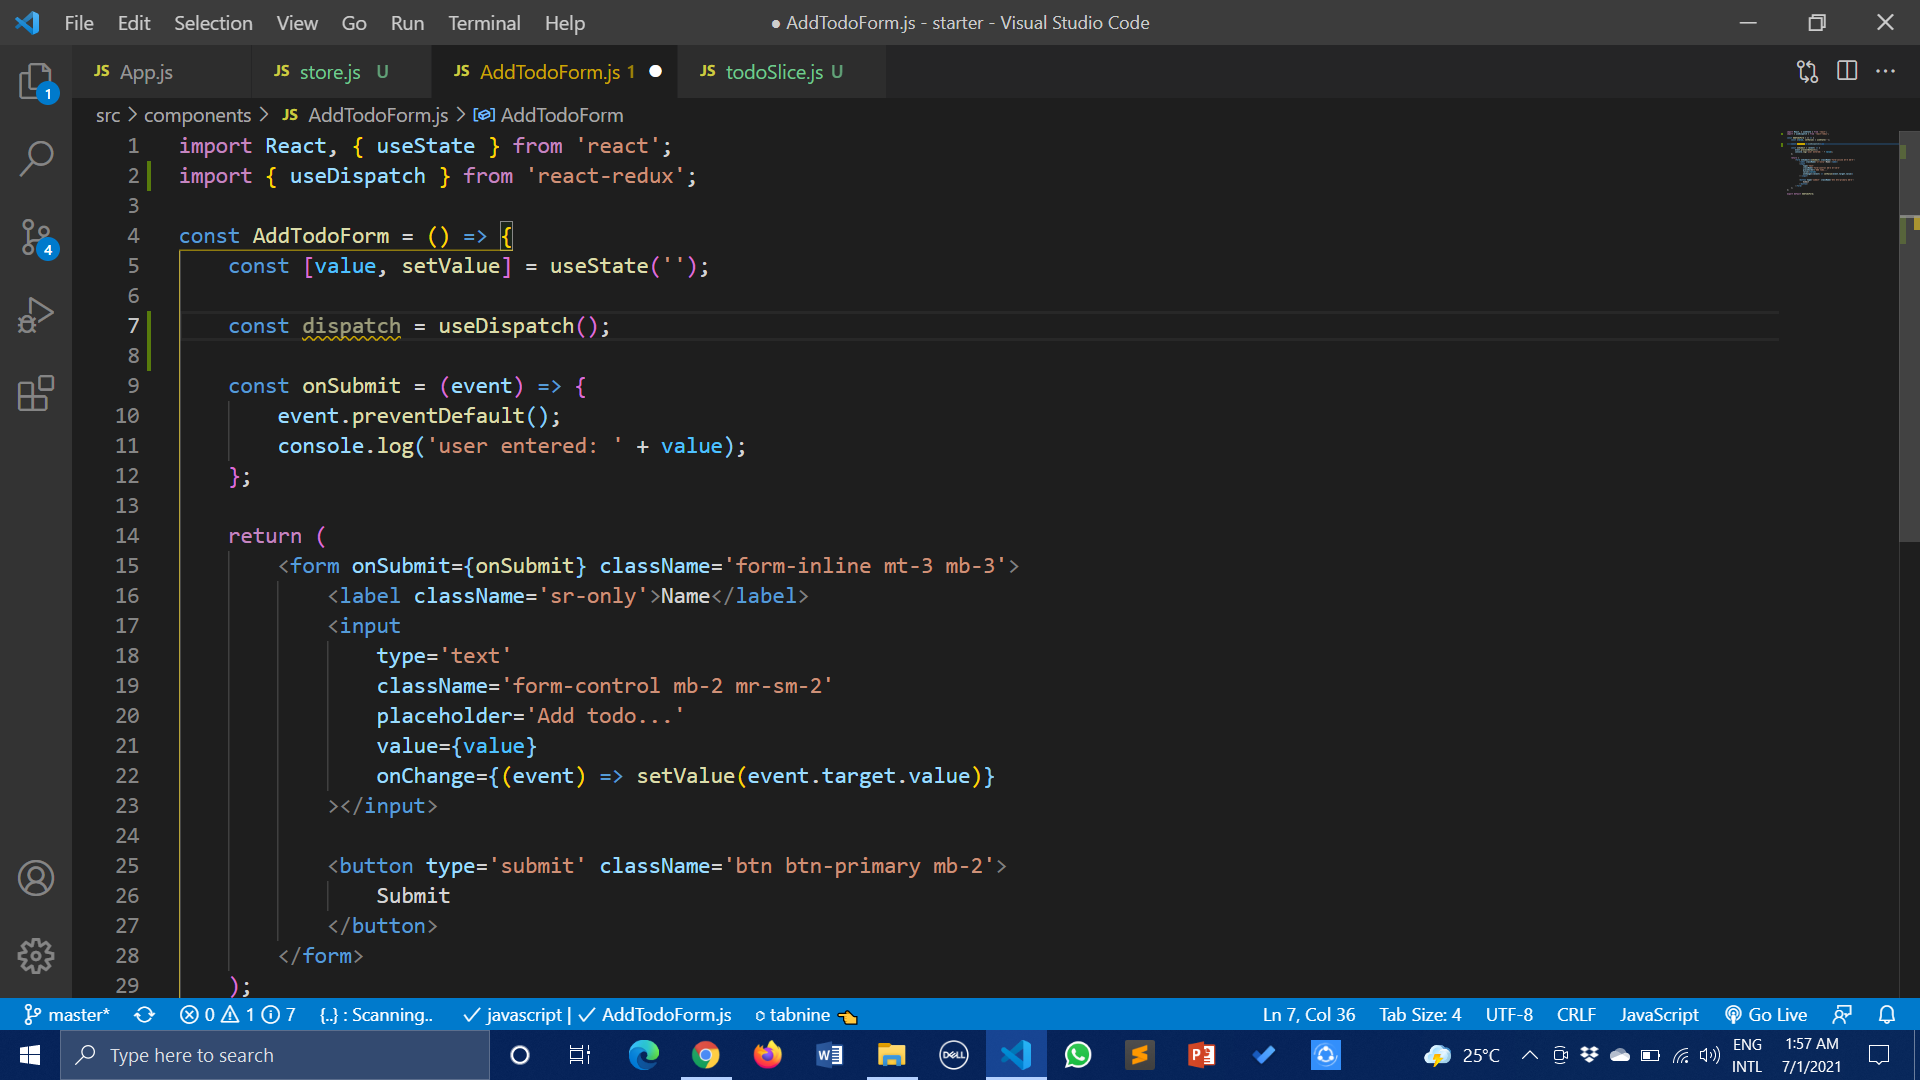 File Edit Selection View Go Run Terminal Help
● AddTodoForm.js - starter - Visual Studio Code
1
4
JS App.js
JS store.js U
JS AddTodoForm.js 1
JS todoSlice.js U
src > components > JS AddTodoForm.js > AddTodoForm
1 import React, { useState } from 'react';
2 import { useDispatch } from 'react-redux';
3
4 const AddTodoForm = () => {
5 const [value, setValue] = useState('');
6
7 const dispatch = useDispatch();
8
9 const onSubmit = (event) => {
10 event.preventDefault();
11 console.log('user entered: ' + value);
12 };
13
14 return (
15 <form onSubmit={onSubmit} className='form-inline mt-3 mb-3'>
16 <label className='sr-only'>Name</label>
17 <input
18 type='text'
19 className='form-control mb-2 mr-sm-2'
20 placeholder='Add todo...'
21 value={value}
22 onChange={(event) => setValue(event.target.value)}
23 ></input>
24
25 <button type='submit' className='btn btn-primary mb-2'>
26 Submit
27 </button>
28 </form>
29 );
master* 0 1 7 {..} : Scanning.. ✓ javascript | ✓ AddTodoForm.js tabnine Ln 7, Col 36 Tab Size: 4 UTF-8 CRLF JavaScript Go Live
Type here to search
DELL
25°C
ENG
INTL
1:57 AM
7/1/2021